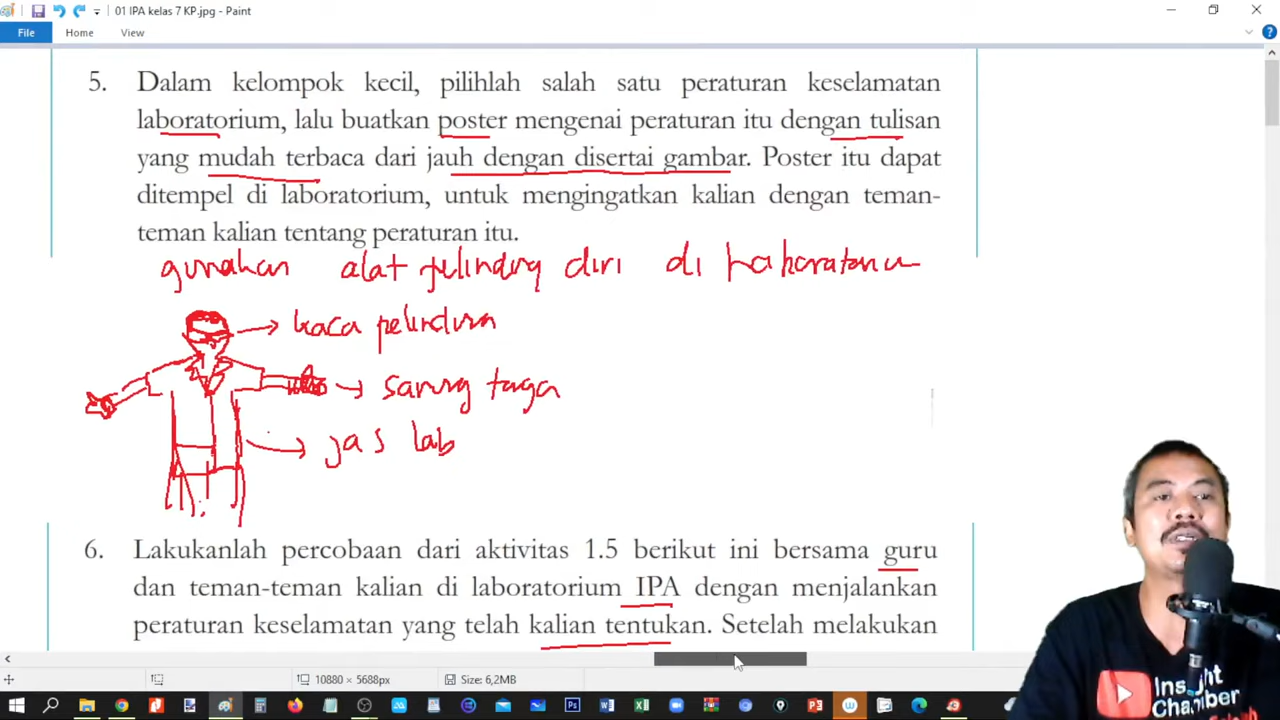 01 IPA kelas 7 KP.jpg - Paint
File Home View
5. Dalam kelompok kecil, pilihlah salah satu peraturan keselamatan
laboratorium, lalu buatkan poster mengenai peraturan itu dengan tulisan
yang mudah terbaca dari jauh dengan disertai gambar. Poster itu dapat
ditempel di laboratorium, untuk mengingatkan kalian dengan teman-
teman kalian tentang peraturan itu.
gunakan alat pelindung diri di
kaca pelindung
sarung taga
jas lab
6. Lakukanlah percobaan dari aktivitas 1.5 berikut ini bersama guru
dan teman-teman kalian di laboratorium IPA dengan menjalankan
peraturan keselamatan yang telah kalian tentukan. Setelah melakukan
10880 × 5688px Size: 6,2MB
Insight
Chamber